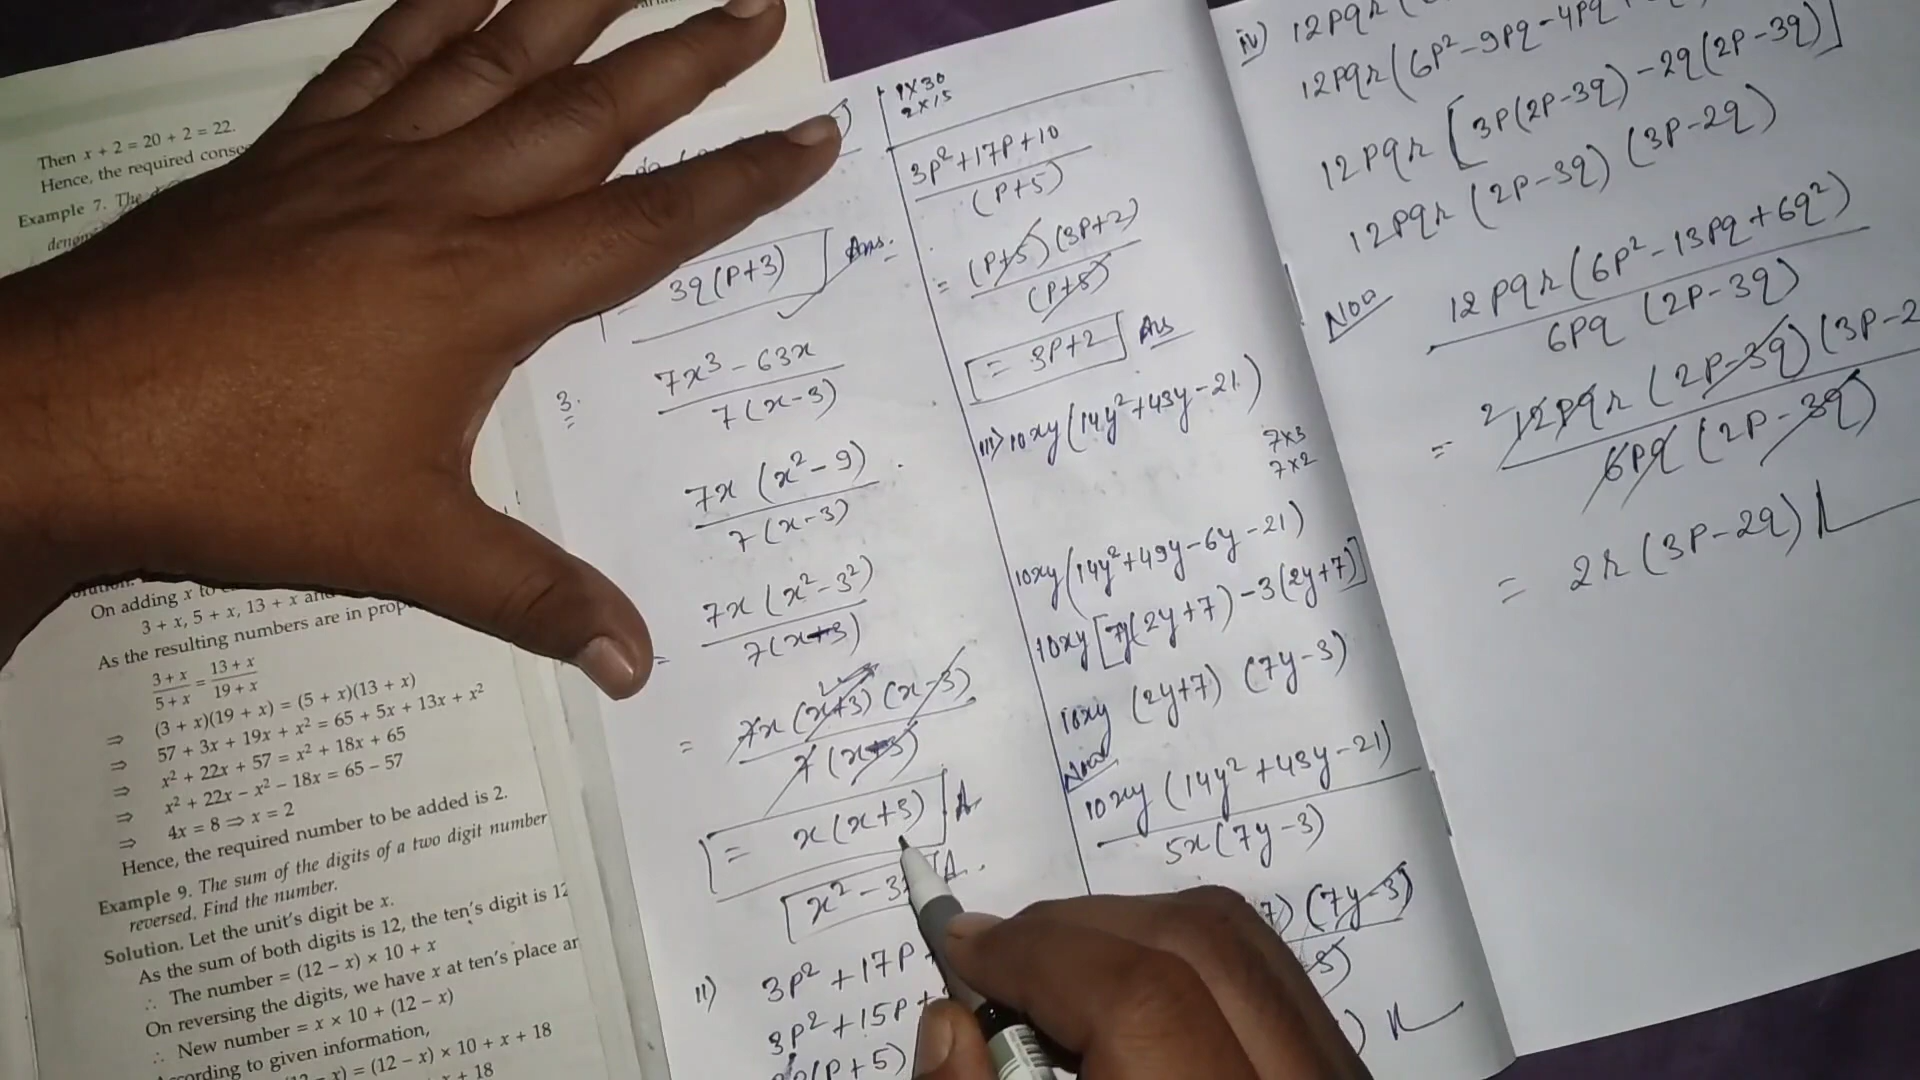 Then x + 2 = 20 + 2 = 22.
Hence, the required
Example 7. The
On adding x to
3 + x, 5 + x, 13 + x
As the resulting numbers are in
3 + x / 5 + x = 13 + x / 19 + x
⇒ (3 + x)(19 + x) = (5 + x)(13 + x)
⇒ 57 + 3x + 19x + x² = 65 + 5x + 13x + x²
⇒ x² + 22x + 57 = x² + 18x + 65
⇒ x² + 22x − x² − 18x = 65 − 57
⇒ 4x = 8 ⇒ x = 2
Hence, the required number to be added is 2.
Example 9. The sum of the digits of a two digit number
reversed. Find the number.
Solution. Let the unit's digit be x.
As the sum of both digits is 12, the ten's digit is 12
∴ The number = (12 − x) × 10 + x
On reversing the digits, we have x at ten's place
∴ New number = x × 10 + (12 − x)
to given information,
= (12 − x) × 10 + x + 18
+ 18
3q(P+3) Ans.
3. 7x³ − 63x
7(x−3)
7x (x² − 9)
7(x−3)
7x (x² − 3²)
= 7(x−3)
= 7x (x+3) (x−3)
7 (x−3)
= x(x+3)
x² − 3
ii) 3P² + 17P
3P² + 15P +
(P+5)
1×30
2×15
3P²+17P+10
(P+5)
= (P+5)(3P+2)
(P+5)
= 3P+2 Ans
iii) 10xy(14y²+43y−21)
7×3
7×2
10xy(14y²+49y−6y−21)
10xy[7y(2y+7)−3(2y+7)]
10xy (2y+7) (7y−3)
Now
10xy (14y²+43y−21)
5x(7y−3)
7) (7y−3)
iv) 12Pqr
12Pqr(6P²−9Pq−4Pq
12Pqr [3P(2P−3q)−2q(2P−3q)]
12Pqr (2P−3q) (3P−2q)
Now 12Pqr(6P²−13Pq+6q²)
6Pq (2P−3q)
= 2 12Pqr (2P−3q)(3P−2
6Pq (2P−3q)
= 2r(3P−2q)